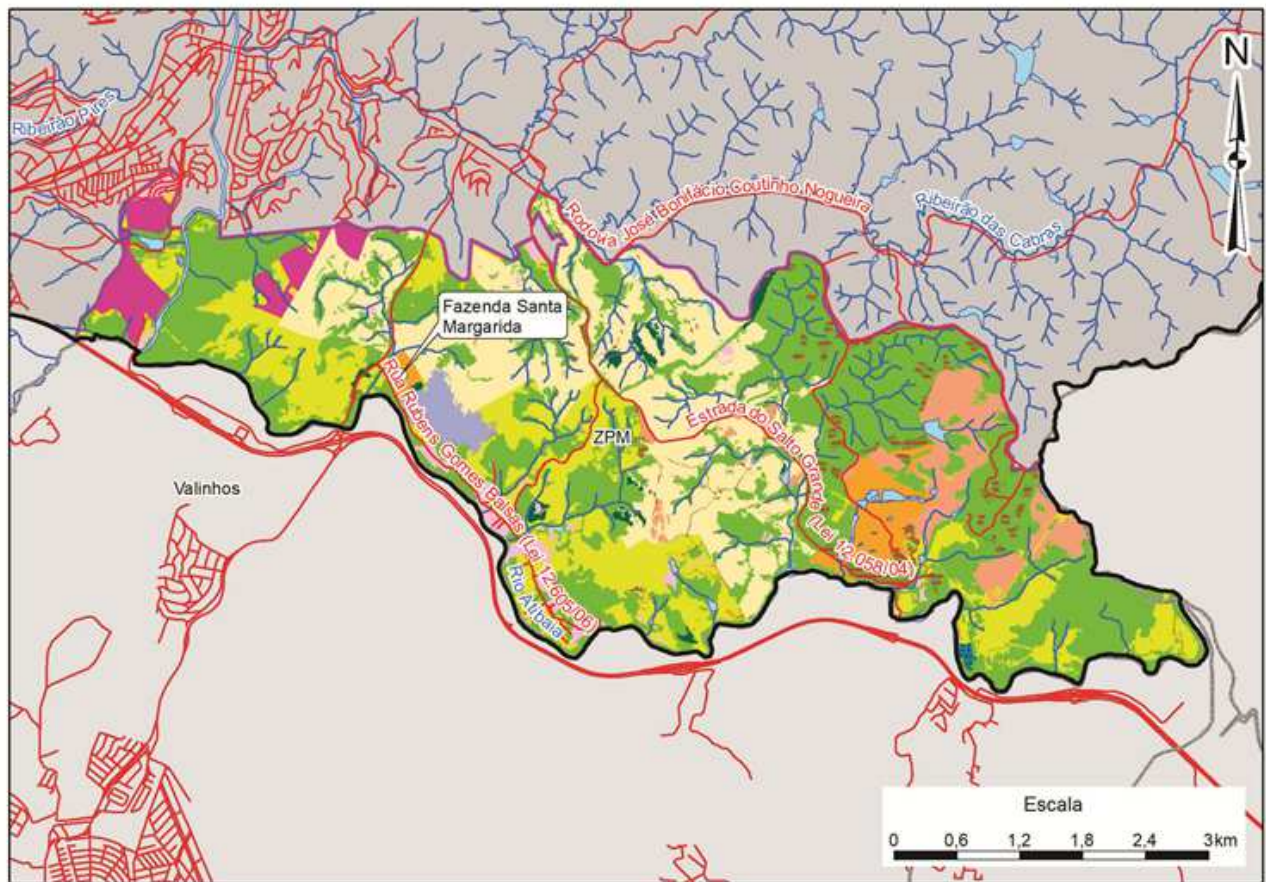 N
Ribeirão Pires
Rodovia José Bonifácio Coutinho Nogueira
Ribeirão das Cabras
Fazenda Santa
Margarida
Rua Rubens Gomes Balsas (Lei 12.605/06)
Estrada do Salto Grande (Lei 12.058/04)
ZPM
Valinhos
Rio Atibaia
Escala
0 0,6 1,2 1,8 2,4 3km